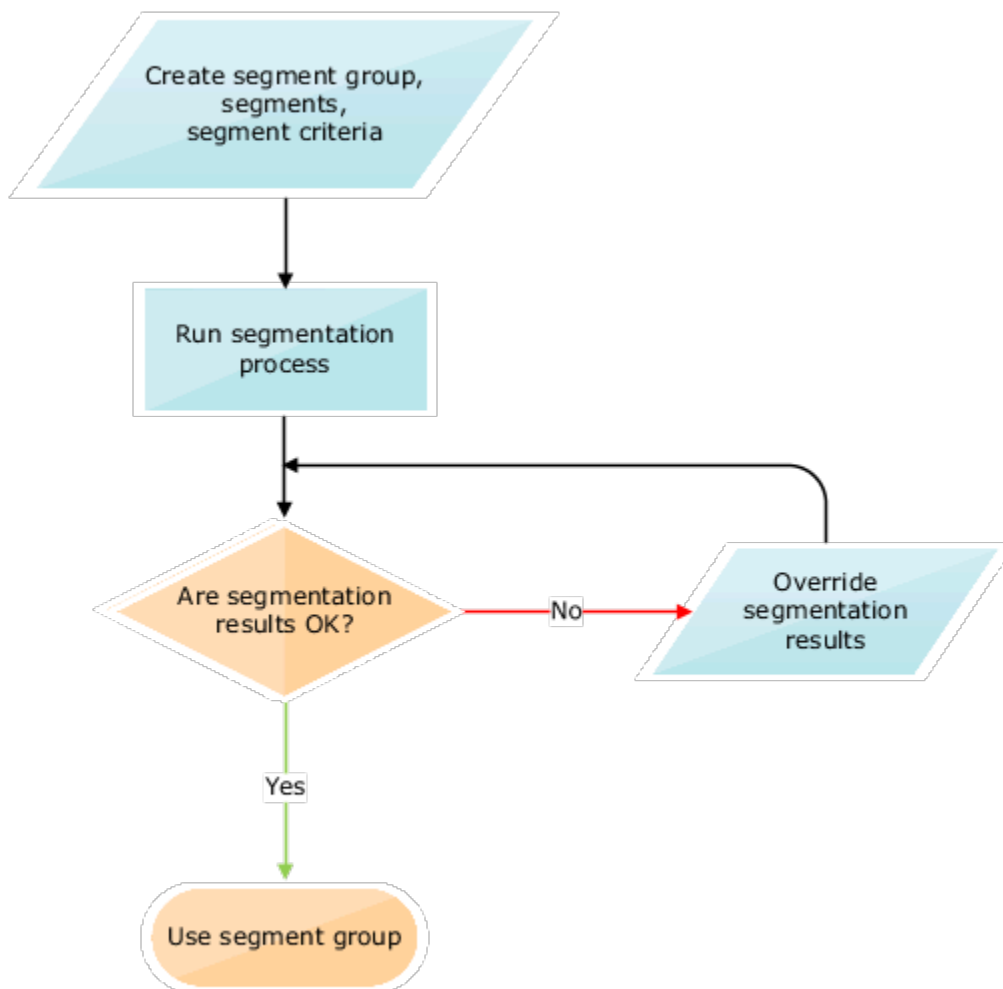 Create segment group,
segments,
segment criteria
Run segmentation
process
Are segmentation
results OK?
No
Override
segmentation
results
Yes
Use segment group